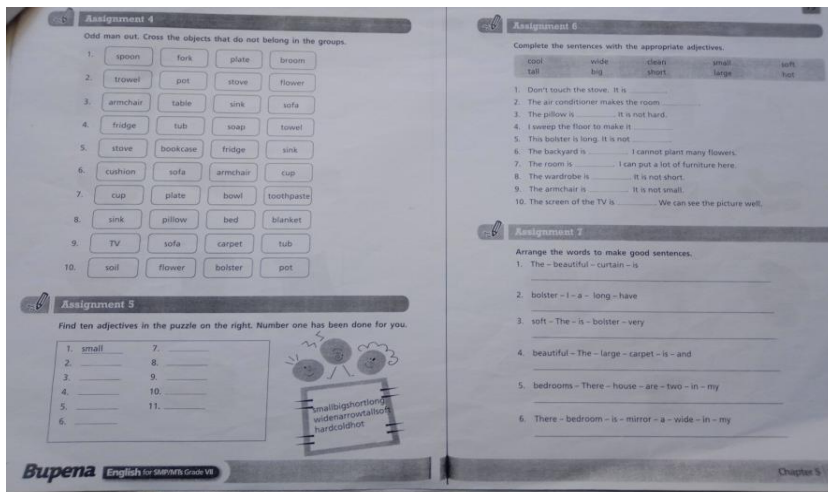 Assignment 4
Odd man out. Cross the objects that do not belong in the groups.
1. spoon fork plate broom
2. trowel pot stove flower
3. armchair table sink sofa
4. fridge tub soap towel
5. stove bookcase fridge sink
6. cushion sofa armchair cup
7. cup plate bowl toothpaste
8. sink pillow bed blanket
9. TV sofa carpet tub
10. soil flower bolster pot
Assignment 5
Find ten adjectives in the puzzle on the right. Number one has been done for you.
1. small 7.
2. 8.
3. 9.
4. 10.
5. 11.
6.
smallbigshortlong
widenarrowtallsoft
hardcoldhot
Bupena English for SMP/MTs Grade VII
Assignment 6
Complete the sentences with the appropriate adjectives.
cool wide clean small soft
tall big short large hot
1. Don't touch the stove. It is ________
2. The air conditioner makes the room ________
3. The pillow is ________. It is not hard.
4. I sweep the floor to make it ________
5. This bolster is long. It is not ________
6. The backyard is ________. I cannot plant many flowers.
7. The room is ________. I can put a lot of furniture here.
8. The wardrobe is ________. It is not short.
9. The armchair is ________. It is not small.
10. The screen of the TV is ________. We can see the picture well.
Assignment 7
Arrange the words to make good sentences.
1. The – beautiful – curtain – is
2. bolster – I – a – long – have
3. soft – The – is – bolster – very
4. beautiful – The – large – carpet – is – and
5. bedrooms – There – house – are – two – in – my
6. There – bedroom – is – mirror – a – wide – in – my
Chapter 5